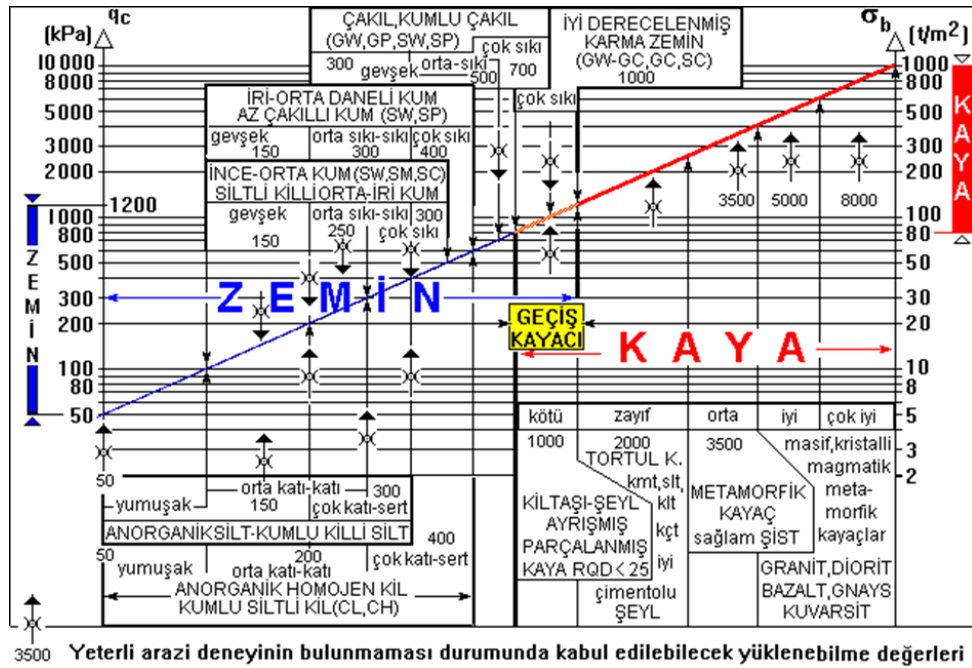 qc
(kPa)
10 000
8000
5000
3000
2000
1200
1000
800
500
300
200
100
80
50
ZEMİN
ÇAKIL,KUMLU ÇAKIL
(GW,GP,SW,SP)
300 gevşek orta-sıkı 500 çok sıkı 700
İYİ DERECELENMİŞ
KARMA ZEMİN
(GW-GC,GC,SC)
1000
çok sıkı
İRİ-ORTA DANELİ KUM
AZ ÇAKILLI KUM (SW,SP)
gevşek orta sıkı-sıkı çok sıkı
150 300 400
İNCE-ORTA KUM(SW,SM,SC)
SİLTLİ KİLLİORTA-İRİ KUM
gevşek orta sıkı-sıkı 300
150 250 çok sıkı
σb
(t/m2)
1000
800
500
300
200
100
80
50
30
20
10
8
5
3
2
KAYA
3500 5000 8000
ZEMİN
GEÇİŞ
KAYACI
KAYA
kötü zayıf orta iyi çok iyi
1000 2000 3500
TORTUL K.
kmt,slt,
klt
kçt
iyi
çimentolu
ŞEYL
KİLTAŞI-ŞEYL
AYRIŞMIŞ
PARÇALANMIŞ
KAYA RQD<25
METAMORFİK
KAYAÇ
sağlam ŞİST
masif,kristalli
magmatik
meta-
morfik
kayaçlar
GRANİT,DİORİT
BAZALT,GNAYS
KUVARSİT
50 yumuşak orta katı-katı 300
150 çok katı-sert
ANORGANİKSİLT-KUMLU KİLLİ SİLT
50 200 400
yumuşak orta katı-katı çok katı-sert
ANORGANİK HOMOJEN KİL
KUMLU SİLTLİ KİL(CL,CH)
3500 Yeterli arazi deneyinin bulunmaması durumunda kabul edilebilecek yüklenebilme değerleri